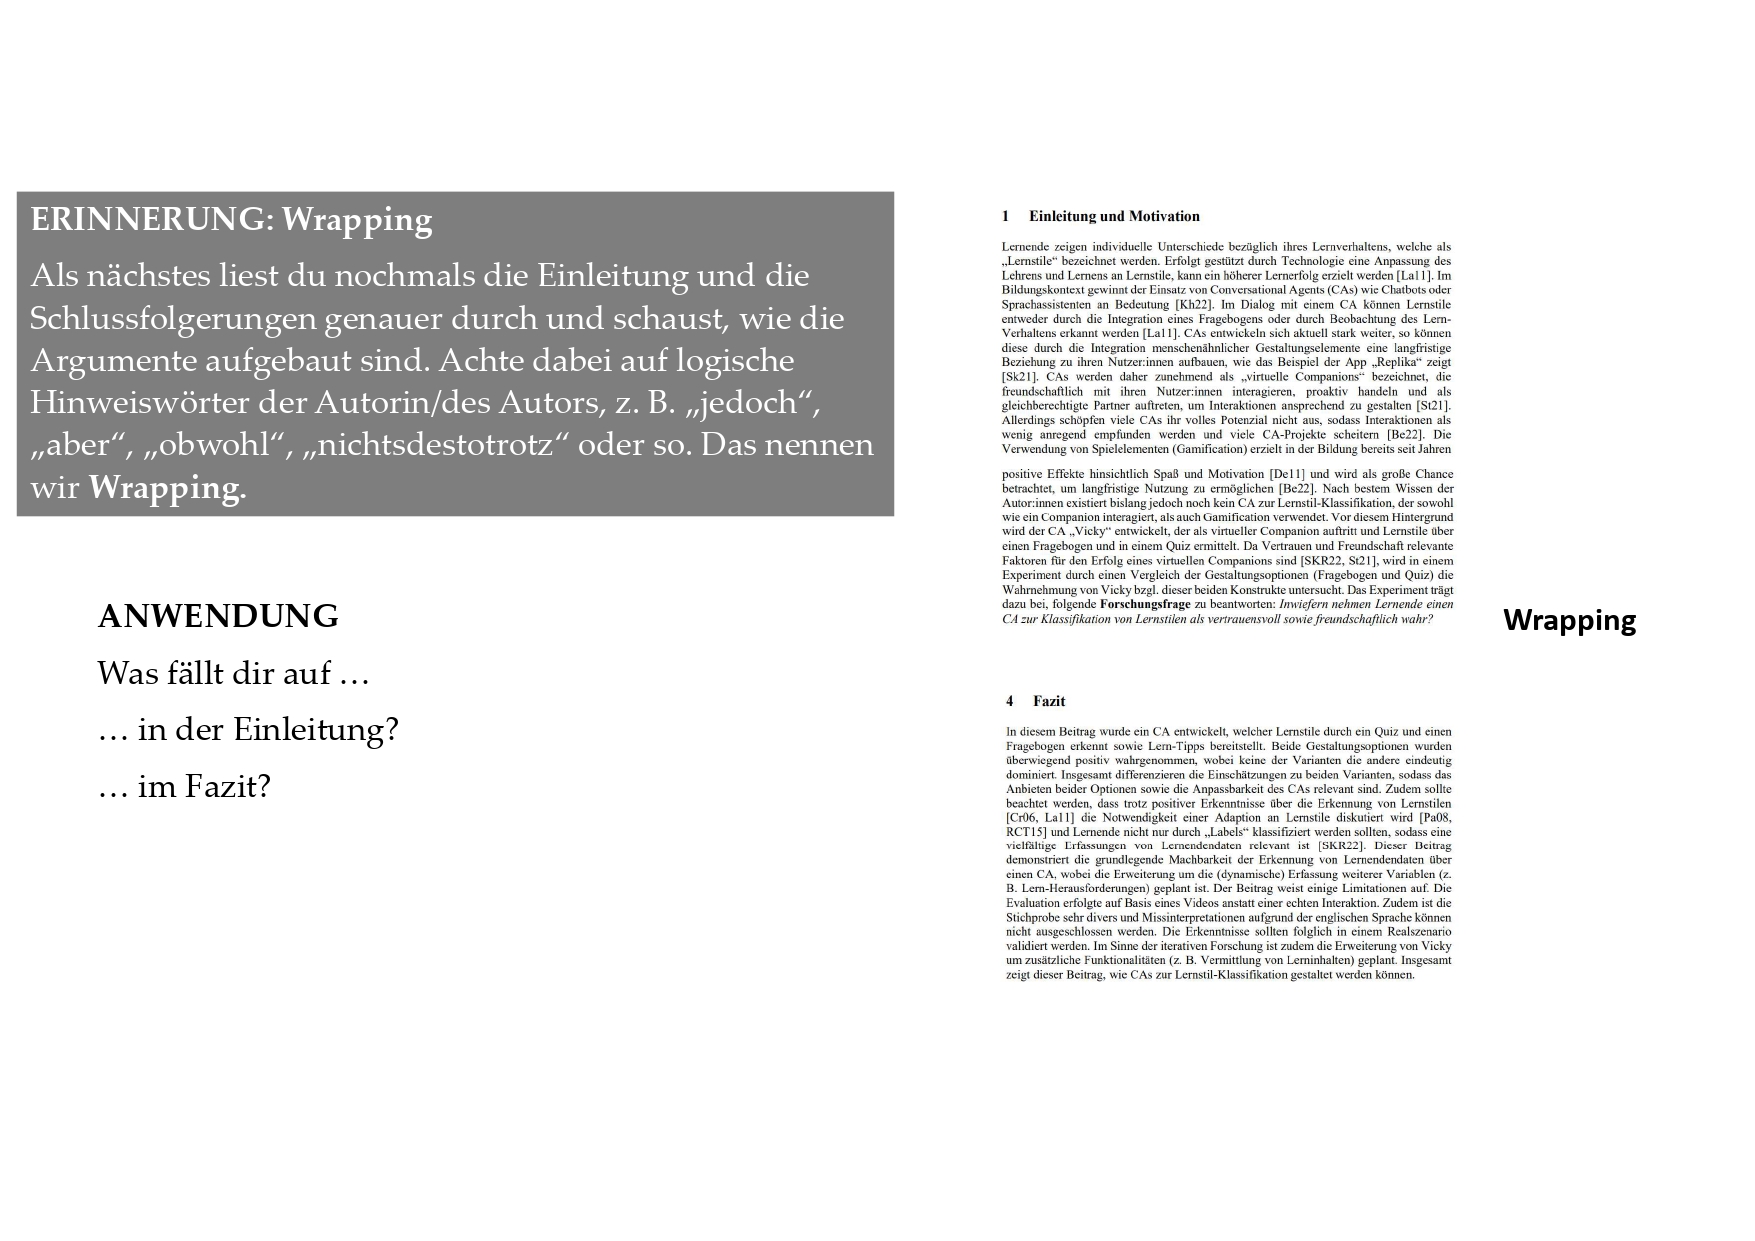 ERINNERUNG: Wrapping
Als nächstes liest du nochmals die Einleitung und die
Schlussfolgerungen genauer durch und schaust, wie die
Argumente aufgebaut sind. Achte dabei auf logische
Hinweiswörter der Autorin/des Autors, z. B. „jedoch“,
„aber“, „obwohl“, „nichtsdestotrotz“ oder so. Das nennen
wir Wrapping.
ANWENDUNG
Was fällt dir auf …
… in der Einleitung?
… im Fazit?
1 Einleitung und Motivation
Lernende zeigen individuelle Unterschiede bezüglich ihres Lernverhaltens, welche als
„Lernstile“ bezeichnet werden. Erfolgt gestützt durch Technologie eine Anpassung des
Lehrens und Lernens an Lernstile, kann ein höherer Lernerfolg erzielt werden [La11]. Im
Bildungskontext gewinnt der Einsatz von Conversational Agents (CAs) wie Chatbots oder
Sprachassistenten an Bedeutung [Kh22]. Im Dialog mit einem CA können Lernstile
entweder durch die Integration eines Fragebogens oder durch Beobachtung des Lern-
Verhaltens erkannt werden [La11]. CAs entwickeln sich aktuell stark weiter, so können
diese durch die Integration menschenähnlicher Gestaltungselemente eine langfristige
Beziehung zu ihren Nutzer:innen aufbauen, wie das Beispiel der App „Replika“ zeigt
[Sk21]. CAs werden daher zunehmend als „virtuelle Companions“ bezeichnet, die
freundschaftlich mit ihren Nutzer:innen interagieren, proaktiv handeln und als
gleichberechtigte Partner auftreten, um Interaktionen ansprechend zu gestalten [St21].
Allerdings schöpfen viele CAs ihr volles Potenzial nicht aus, sodass Interaktionen als
wenig anregend empfunden werden und viele CA-Projekte scheitern [Be22]. Die
Verwendung von Spielelementen (Gamification) erzielt in der Bildung bereits seit Jahren
positive Effekte hinsichtlich Spaß und Motivation [De11] und wird als große Chance
betrachtet, um langfristige Nutzung zu ermöglichen [Be22]. Nach bestem Wissen der
Autor:innen existiert bislang jedoch noch kein CA zur Lernstil-Klassifikation, der sowohl
wie ein Companion interagiert, als auch Gamification verwendet. Vor diesem Hintergrund
wird der CA „Vicky“ entwickelt, der als virtueller Companion auftritt und Lernstile über
einen Fragebogen und in einem Quiz ermittelt. Da Vertrauen und Freundschaft relevante
Faktoren für den Erfolg eines virtuellen Companions sind [SKR22, St21], wird in einem
Experiment durch einen Vergleich der Gestaltungsoptionen (Fragebogen und Quiz) die
Wahrnehmung von Vicky bzgl. dieser beiden Konstrukte untersucht. Das Experiment trägt
dazu bei, folgende Forschungsfrage zu beantworten: Inwiefern nehmen Lernende einen
CA zur Klassifikation von Lernstilen als vertrauensvoll sowie freundschaftlich wahr?
Wrapping
4 Fazit
In diesem Beitrag wurde ein CA entwickelt, welcher Lernstile durch ein Quiz und einen
Fragebogen erkennt sowie Lern-Tipps bereitstellt. Beide Gestaltungsoptionen wurden
überwiegend positiv wahrgenommen, wobei keine der Varianten die andere eindeutig
dominiert. Insgesamt differenzieren die Einschätzungen zu beiden Varianten, sodass das
Anbieten beider Optionen sowie die Anpassbarkeit des CAs relevant sind. Zudem sollte
beachtet werden, dass trotz positiver Erkenntnisse über die Erkennung von Lernstilen
[Cr06, La11] die Notwendigkeit einer Adaption an Lernstile diskutiert wird [Pa08,
RCT15] und Lernende nicht nur durch „Labels“ klassifiziert werden sollten, sodass eine
vielfältige Erfassungen von Lernendendaten relevant ist [SKR22]. Dieser Beitrag
demonstriert die grundlegende Machbarkeit der Erkennung von Lernendendaten über
einen CA, wobei die Erweiterung um die (dynamische) Erfassung weiterer Variablen (z.
B. Lern-Herausforderungen) geplant ist. Der Beitrag weist einige Limitationen auf. Die
Evaluation erfolgte auf Basis eines Videos anstatt einer echten Interaktion. Zudem ist die
Stichprobe sehr divers und Missinterpretationen aufgrund der englischen Sprache können
nicht ausgeschlossen werden. Die Erkenntnisse sollten folglich in einem Realszenario
validiert werden. Im Sinne der iterativen Forschung ist zudem die Erweiterung von Vicky
um zusätzliche Funktionalitäten (z. B. Vermittlung von Lerninhalten) geplant. Insgesamt
zeigt dieser Beitrag, wie CAs zur Lernstil-Klassifikation gestaltet werden können.